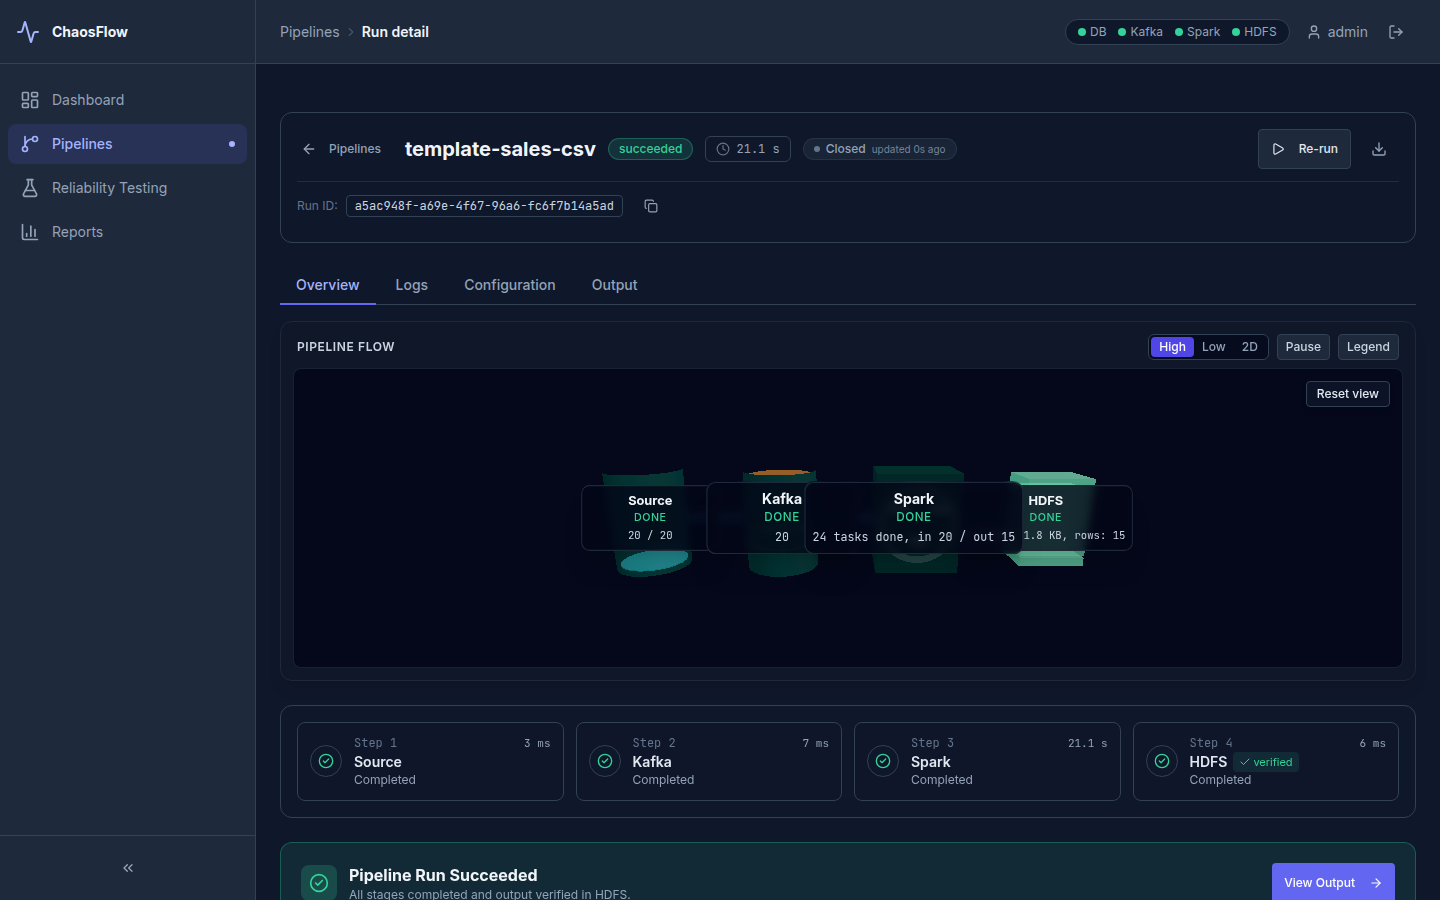 ChaosFlow
Pipelines > Run detail
DB Kafka Spark HDFS
admin
Dashboard
Pipelines
Reliability Testing
Reports
Pipelines
template-sales-csv
succeeded
21.1 s
Closed updated 0s ago
Re-run
Run ID: a5ac948f-a69e-4f67-96a6-fc6f7b14a5ad
Overview Logs Configuration Output
PIPELINE FLOW
High Low 2D Pause Legend
Reset view
Source
DONE
20 / 20
Kafka
DONE
20
Spark
DONE
24 tasks done, in 20 / out 15
HDFS
DONE
1.8 KB, rows: 15
Step 1 3 ms
Source
Completed
Step 2 7 ms
Kafka
Completed
Step 3 21.1 s
Spark
Completed
Step 4 6 ms
HDFS verified
Completed
Pipeline Run Succeeded
All stages completed and output verified in HDFS.
View Output